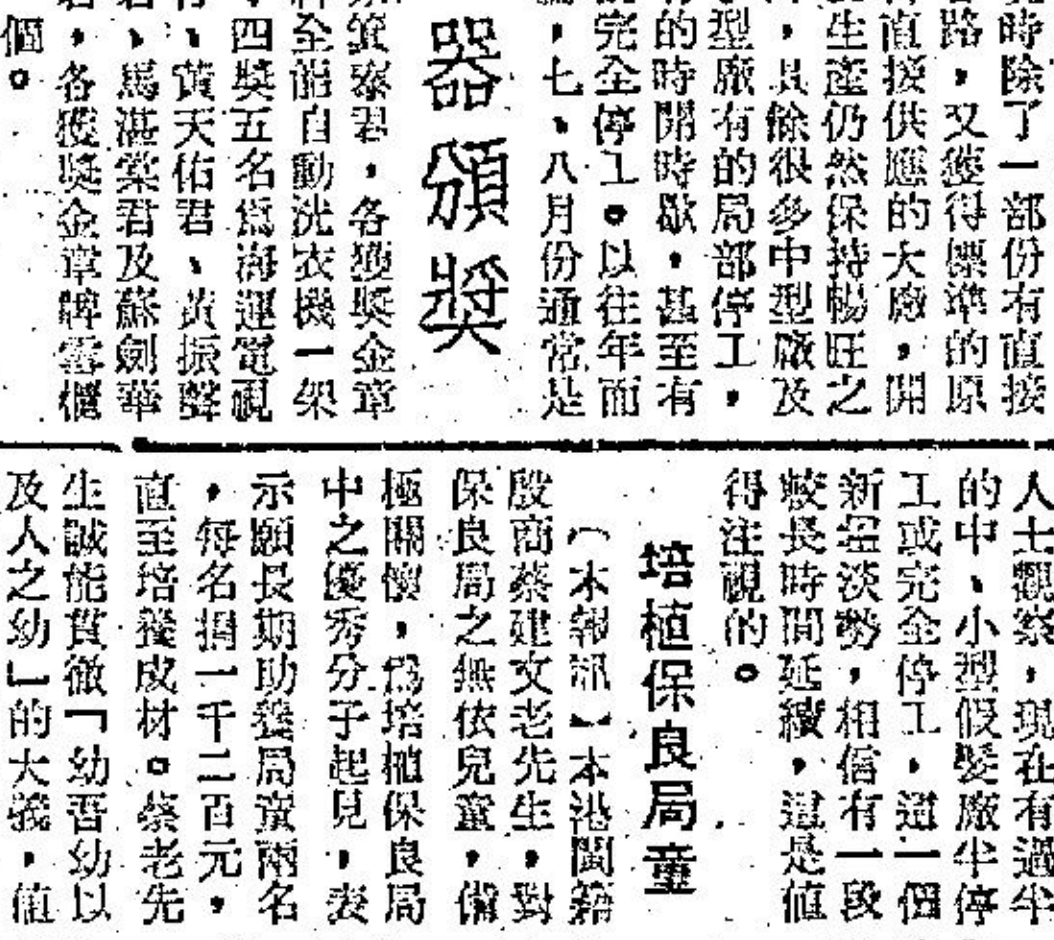 時除了一部份有直接
路，又獲得標準的原
直接供應的大廠，開
生產仍然保持暢旺之
，其餘很多中型廠及
型廠有的局部停工，
的時開時歇，甚至有
完全停工。以往年而
，七、八月份通常是
器頒獎
君，各獲獎金章
全能自動洗衣機一架
四獎五名為海運電視
、黃天佑君、黃振聲
、馬湛棠君及蘇劍華
，各獲獎金章牌雲櫃
個。
人士觀察，現在有過半
的中、小型假髮廠半停
工或完全停工，這一個
新型淡勢，相信有一段
較長時間延續，這是值
得注視的。
培植保良局童
（本報訊）本港閩籍
殷商蔡建文老先生，對
保良局之無依兒童，備
極關懷，為培植保良局
中之優秀分子起見，表
示願長期助養局童兩名
，每名捐一千二百元，
直至培養成材。蔡老先
生誠能貫徹「幼吾幼以
及人之幼」的大義，值